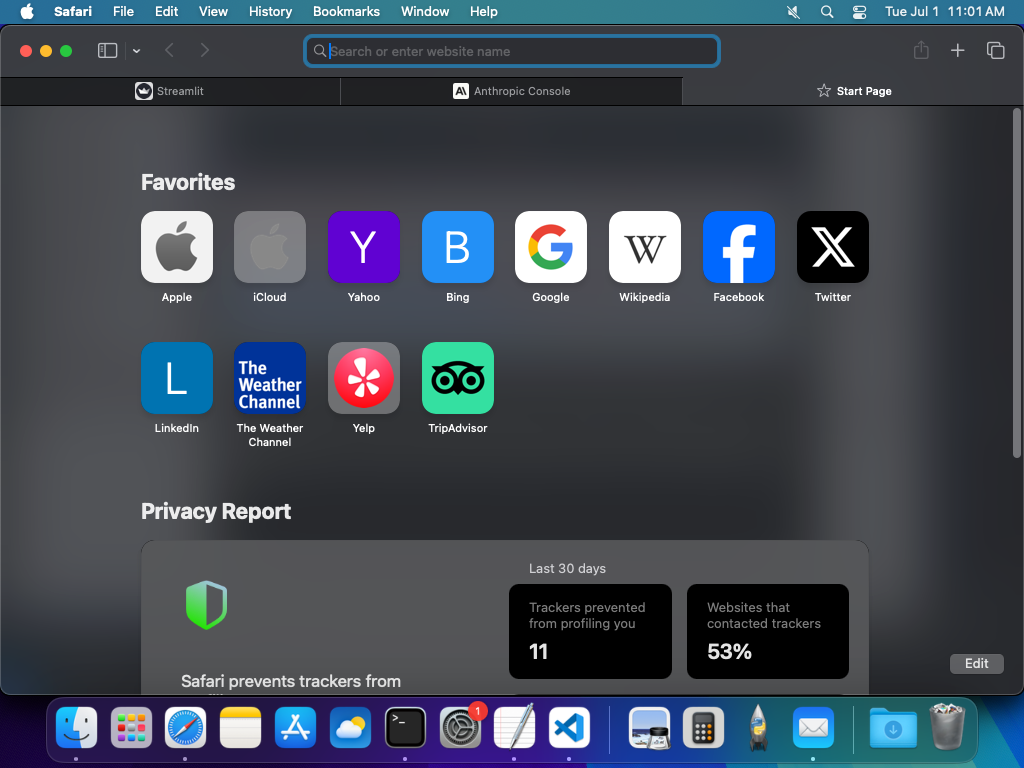 Safari File Edit View History Bookmarks Window Help Tue Jul 1 11:01 AM
Search or enter website name
Streamlit
Anthropic Console
Start Page
Favorites
Apple
iCloud
Y
Yahoo
B
Bing
G
Google
W
Wikipedia
f
Facebook
X
Twitter
L
LinkedIn
The
Weather
Channel
The Weather
Channel
Yelp
TripAdvisor
Privacy Report
Last 30 days
Trackers prevented
from profiling you
11
Websites that
contacted trackers
53%
Safari prevents trackers from
Edit
1